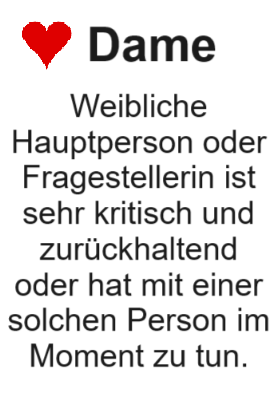 Dame
Weibliche
Hauptperson oder
Fragestellerin ist
sehr kritisch und
zurückhaltend
oder hat mit einer
solchen Person im
Moment zu tun.